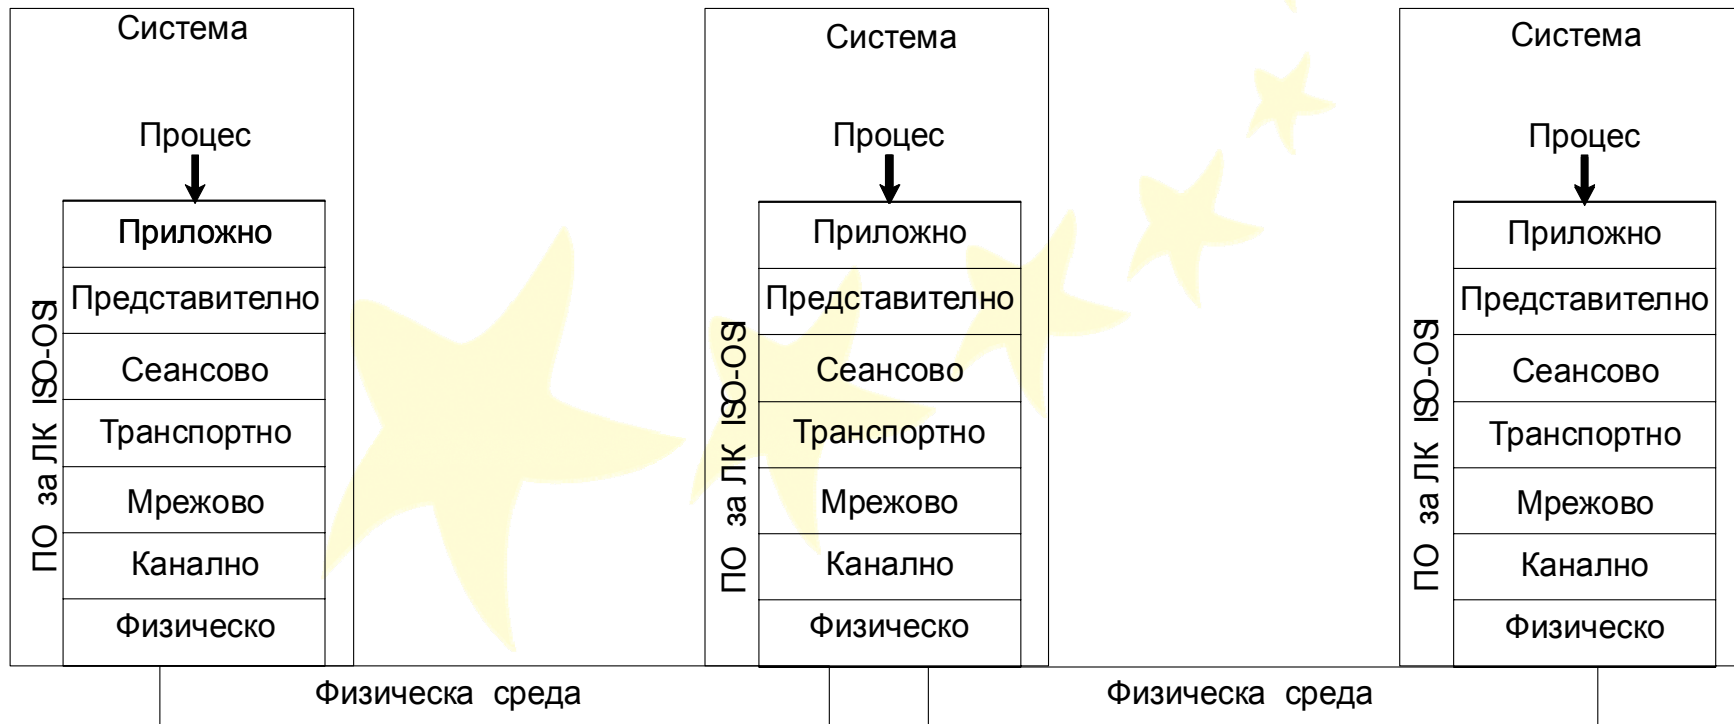 Система
Процес
Приложно
Представително
Сеансово
Транспортно
Мрежово
Канално
Физическо
ПО за ЛК ISO-OSI
Система
Процес
Приложно
Представително
Сеансово
Транспортно
Мрежово
Канално
Физическо
ПО за ЛК ISO-OSI
Система
Процес
Приложно
Представително
Сеансово
Транспортно
Мрежово
Канално
Физическо
ПО за ЛК ISO-OSI
Физическа среда
Физическа среда